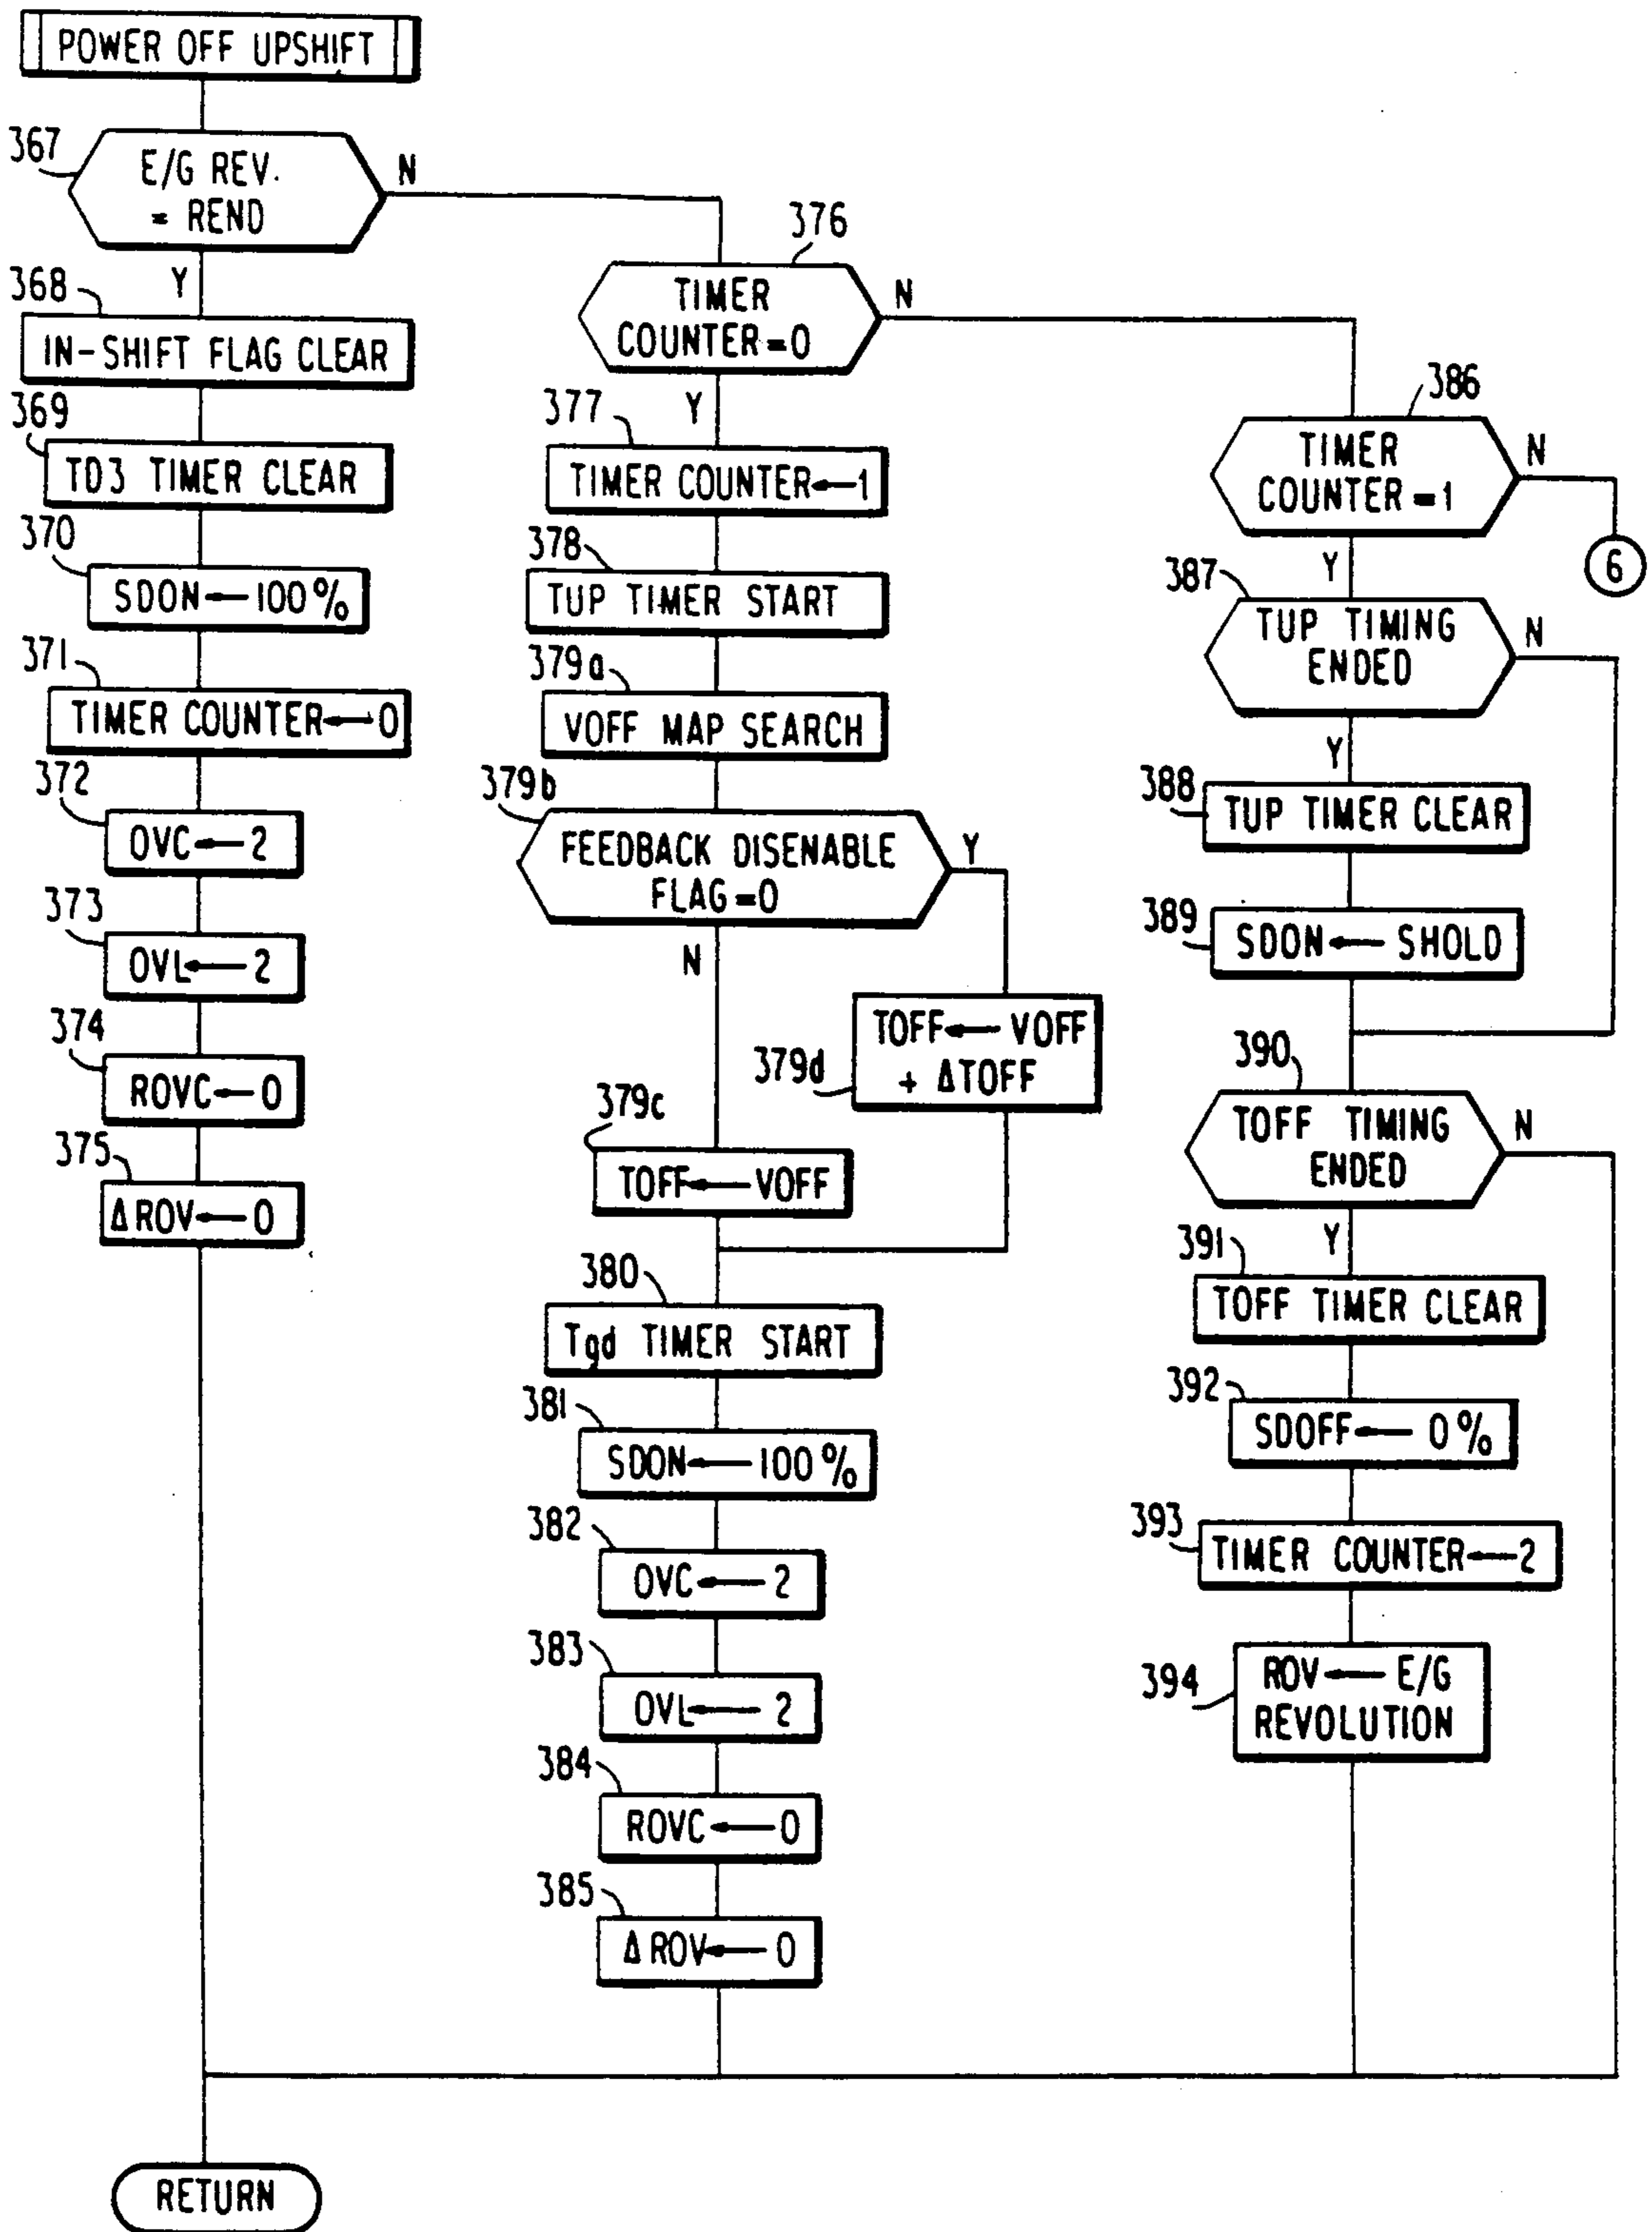 POWER OFF UPSHIFT
367
E/G REV.
= REND
N
Y
368
IN-SHIFT FLAG CLEAR
369
TD3 TIMER CLEAR
370
SDON←100%
371
TIMER COUNTER←0
372
OVC←2
373
OVL←2
374
ROVC←0
375
ΔROV←0
RETURN
376
TIMER
COUNTER=0
N
Y
377
TIMER COUNTER←1
378
TUP TIMER START
379a
VOFF MAP SEARCH
379b
FEEDBACK DISENABLE
FLAG=0
Y
N
379d
TOFF←VOFF
+ ΔTOFF
379c
TOFF←VOFF
380
Tgd TIMER START
381
SDON←100%
382
OVC←2
383
OVL←2
384
ROVC←0
385
ΔROV←0
386
TIMER
COUNTER=1
N
6
Y
387
TUP TIMING
ENDED
N
Y
388
TUP TIMER CLEAR
389
SDON←SHOLD
390
TOFF TIMING
ENDED
N
Y
391
TOFF TIMER CLEAR
392
SDOFF←0%
393
TIMER COUNTER←2
394
ROV←E/G
REVOLUTION